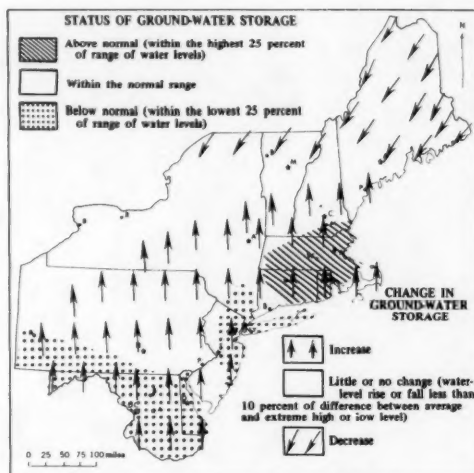 STATUS OF GROUND-WATER STORAGE
Above normal (within the highest 25 percent
of range of water levels)
Within the normal range
Below normal (within the lowest 25 percent
of range of water levels)
N
CHANGE IN
GROUND-WATER
STORAGE
Increase
Little or no change (water-
level rise or fall less than
10 percent of difference between average
and extreme high or low level)
Decrease
0 25 50 75 100 miles